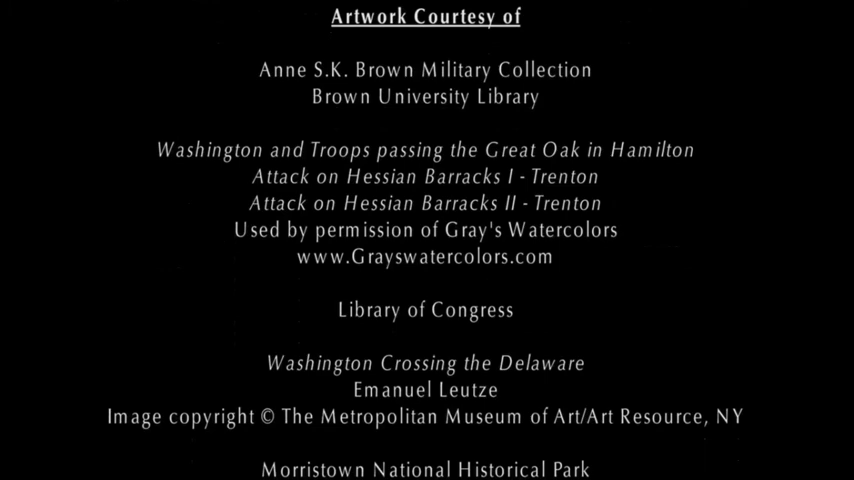 Artwork Courtesy of
Anne S.K. Brown Military Collection
Brown University Library
Washington and Troops passing the Great Oak in Hamilton
Attack on Hessian Barracks I - Trenton
Attack on Hessian Barracks II - Trenton
Used by permission of Gray's Watercolors
www.Grayswatercolors.com
Library of Congress
Washington Crossing the Delaware
Emanuel Leutze
Image copyright © The Metropolitan Museum of Art/Art Resource, NY
Morristown National Historical Park